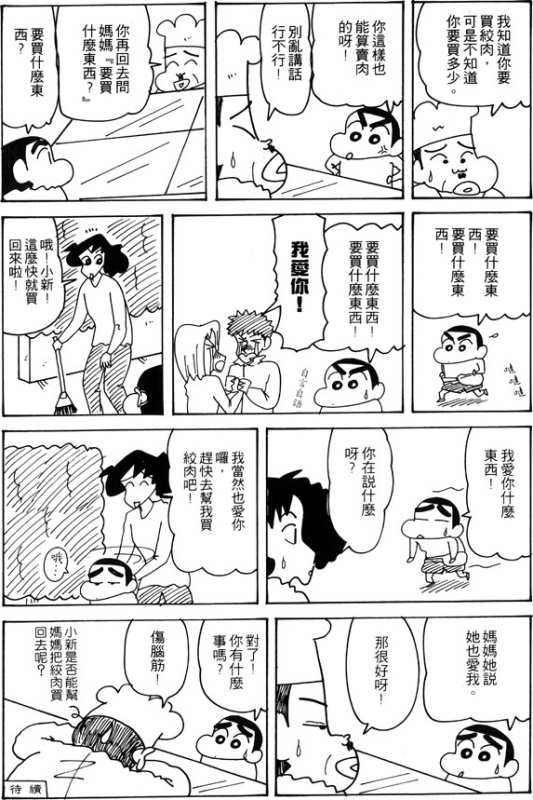 我知道你要
買絞肉，
可是不知道
你要買多少。
你這樣也
能算賣肉
的呀！
別亂講話
行不行！
你再回去問
媽媽『要買
什麼東西？』
要買什麼東
西？
要買什麼東
西！
要買什麼東
西！
噠
噠
噠
要買什麼東西！
要買什麼東西！
自言自語
我愛你！
哦！小新！
這麼快就買
回來啦！
我愛你什麼
東西！
你在說什麼
呀？
我當然也愛你
囉，
趕快去幫我買
絞肉吧！
哦…
媽媽她說
她也愛我。
那很好呀！
對了！
你有什麼
事嗎？
傷腦筋！
小新是否能幫
媽媽把絞肉買
回去呢？
待續